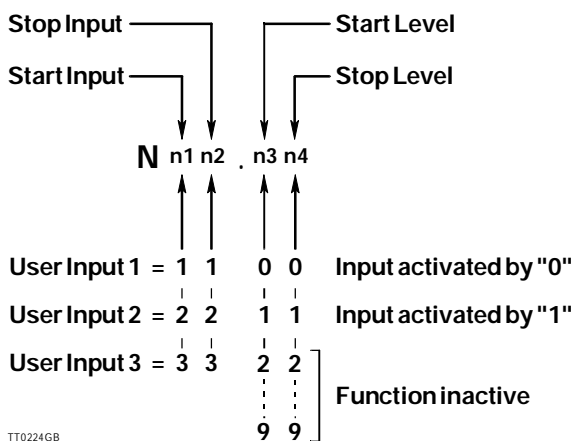 Stop Input Start Level
Start Input Stop Level
N n1 n2 . n3 n4
User Input 1 = 1 1 0 0 Input activated by "0"
User Input 2 = 2 2 1 1 Input activated by "1"
User Input 3 = 3 3 2 2
Function inactive
9 9
TT0224GB